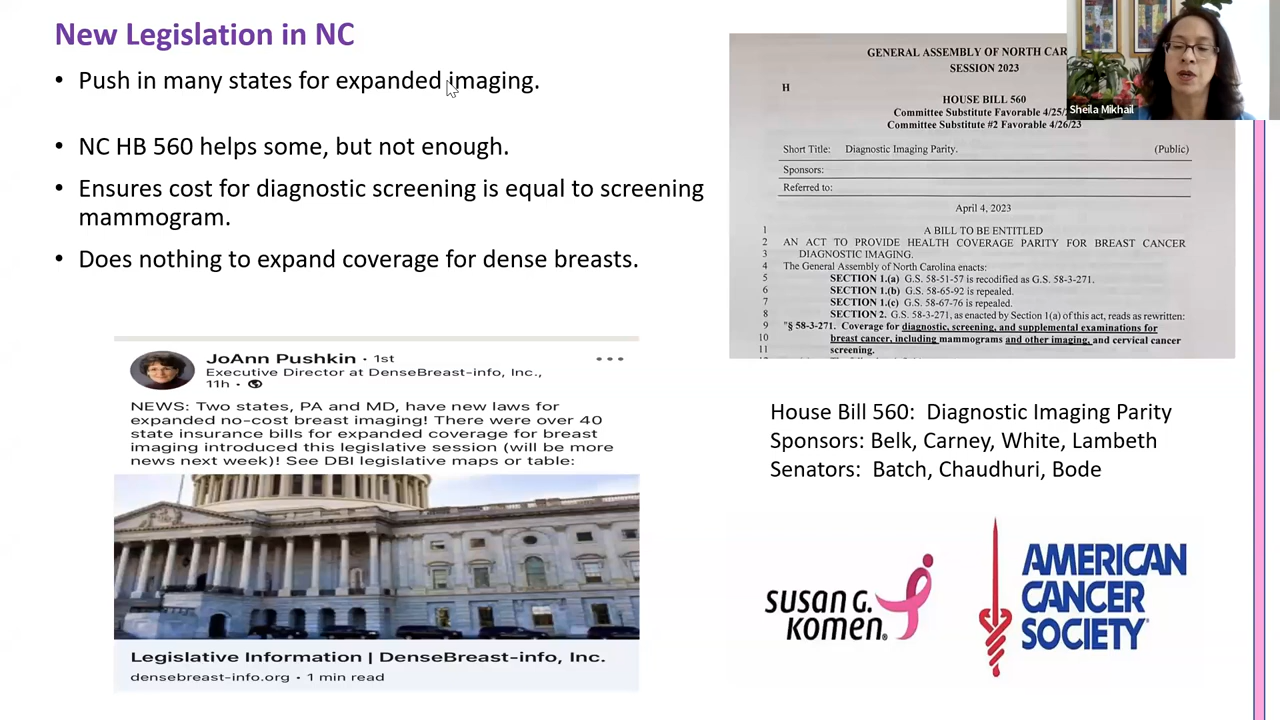 New Legislation in NC
• Push in many states for expanded imaging.
• NC HB 560 helps some, but not enough.
• Ensures cost for diagnostic screening is equal to screening
mammogram.
• Does nothing to expand coverage for dense breasts.
JoAnn Pushkin • 1st
Executive Director at DenseBreast-info, Inc.,
11h •
NEWS: Two states, PA and MD, have new laws for
expanded no-cost breast imaging! There were over 40
state insurance bills for expanded coverage for breast
imaging introduced this legislative session (will be more
news next week)! See DBI legislative maps or table:
Legislative Information | DenseBreast-info, Inc.
densebreast-info.org • 1 min read
GENERAL ASSEMBLY OF NORTH CAR
SESSION 2023
H
HOUSE BILL 560
Committee Substitute Favorable 4/25/
Committee Substitute #2 Favorable 4/26/23
Short Title: Diagnostic Imaging Parity. (Public)
Sponsors:
Referred to:
April 4, 2023
1 A BILL TO BE ENTITLED
2 AN ACT TO PROVIDE HEALTH COVERAGE PARITY FOR BREAST CANCER
3 DIAGNOSTIC IMAGING.
4 The General Assembly of North Carolina enacts:
5 SECTION 1.(a) G.S. 58-51-57 is recodified as G.S. 58-3-271.
6 SECTION 1.(b) G.S. 58-65-92 is repealed.
7 SECTION 1.(c) G.S. 58-67-76 is repealed.
8 SECTION 2. G.S. 58-3-271, as enacted by Section 1(a) of this act, reads as rewritten:
9 "§ 58-3-271. Coverage for diagnostic, screening, and supplemental examinations for
10 breast cancer, including mammograms and other imaging, and cervical cancer
11 screening.
Sheila Mikhail
House Bill 560: Diagnostic Imaging Parity
Sponsors: Belk, Carney, White, Lambeth
Senators: Batch, Chaudhuri, Bode
susan g.
komen®
AMERICAN
CANCER
SOCIETY®